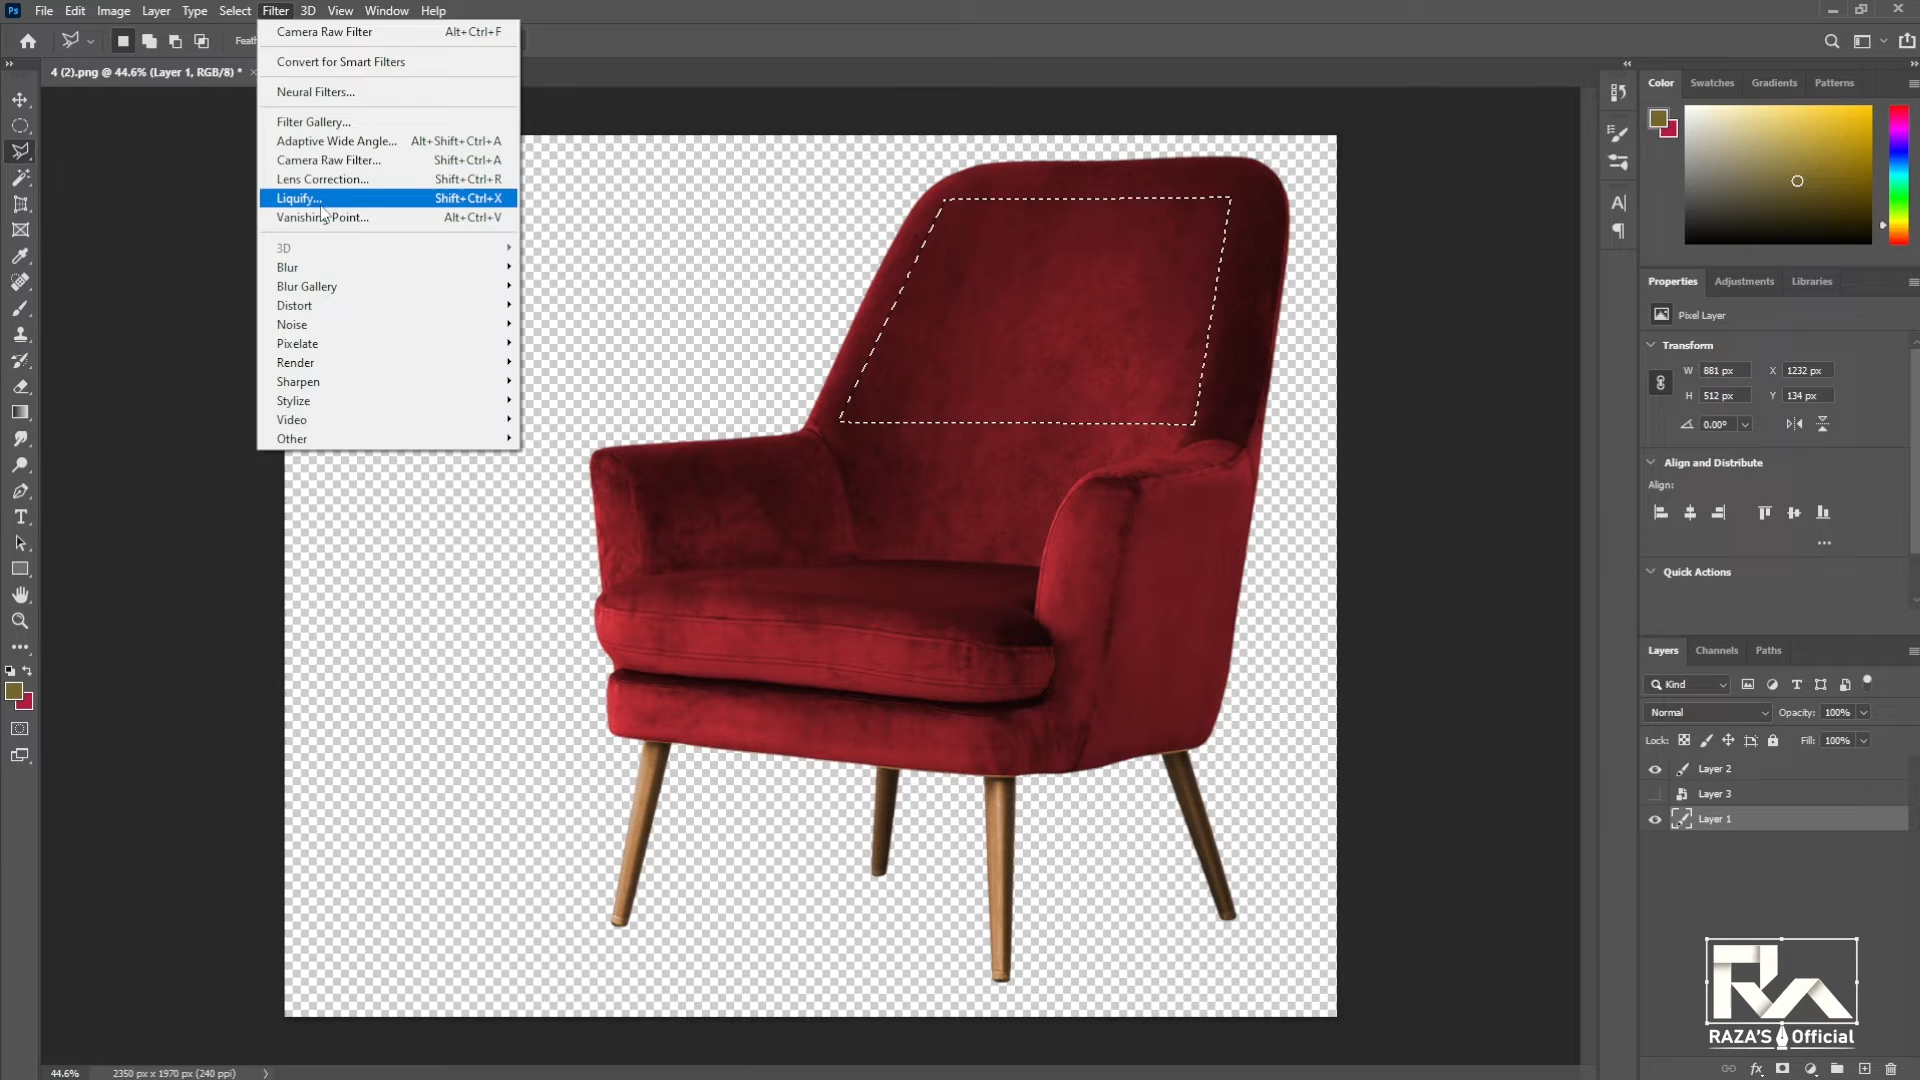 Ps File Edit Image Layer Type Select Filter 3D View Window Help
Feath
4 (2).png @ 44.6% (Layer 1, RGB/8) *
Camera Raw Filter Alt+Ctrl+F
Convert for Smart Filters
Neural Filters...
Filter Gallery...
Adaptive Wide Angle... Alt+Shift+Ctrl+A
Camera Raw Filter... Shift+Ctrl+A
Lens Correction... Shift+Ctrl+R
Liquify... Shift+Ctrl+X
Vanishing Point... Alt+Ctrl+V
3D
Blur
Blur Gallery
Distort
Noise
Pixelate
Render
Sharpen
Stylize
Video
Other
Color Swatches Gradients Patterns
Properties Adjustments Libraries
Pixel Layer
Transform
W 881 px X 1232 px
H 512 px Y 134 px
0.00°
Align and Distribute
Align:
Quick Actions
Layers Channels Paths
Kind
Normal Opacity: 100%
Lock: Fill: 100%
Layer 2
Layer 3
Layer 1
RA
RAZA'S Official
44.6% 2350 px x 1970 px (240 ppi)